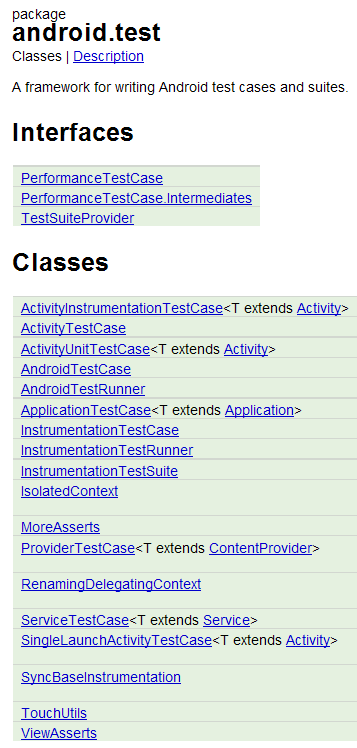 package
android.test
Classes | Description
A framework for writing Android test cases and suites.
Interfaces
PerformanceTestCase
PerformanceTestCase.Intermediates
TestSuiteProvider
Classes
ActivityInstrumentationTestCase<T extends Activity>
ActivityTestCase
ActivityUnitTestCase<T extends Activity>
AndroidTestCase
AndroidTestRunner
ApplicationTestCase<T extends Application>
InstrumentationTestCase
InstrumentationTestRunner
InstrumentationTestSuite
IsolatedContext
MoreAsserts
ProviderTestCase<T extends ContentProvider>
RenamingDelegatingContext
ServiceTestCase<T extends Service>
SingleLaunchActivityTestCase<T extends Activity>
SyncBaseInstrumentation
TouchUtils
ViewAsserts